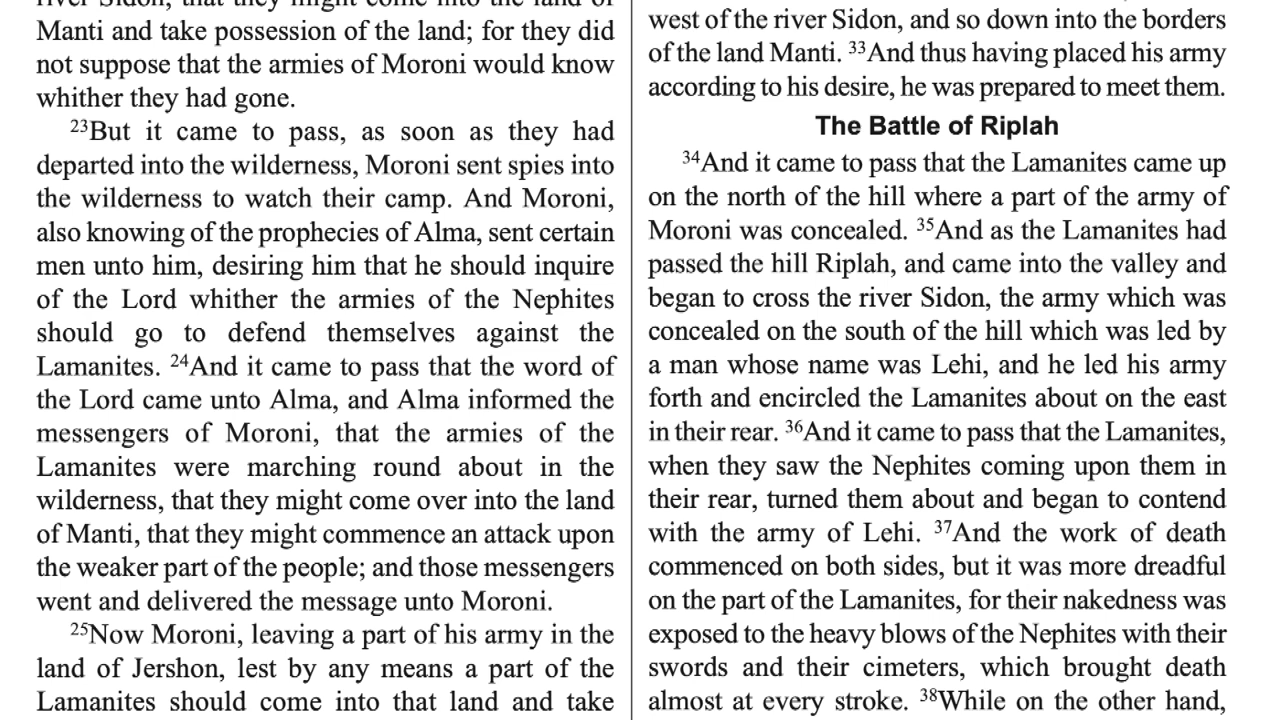 river Sidon, that they might come into the land of
Manti and take possession of the land; for they did
not suppose that the armies of Moroni would know
whither they had gone.
²³But it came to pass, as soon as they had
departed into the wilderness, Moroni sent spies into
the wilderness to watch their camp. And Moroni,
also knowing of the prophecies of Alma, sent certain
men unto him, desiring him that he should inquire
of the Lord whither the armies of the Nephites
should go to defend themselves against the
Lamanites. ²⁴And it came to pass that the word of
the Lord came unto Alma, and Alma informed the
messengers of Moroni, that the armies of the
Lamanites were marching round about in the
wilderness, that they might come over into the land
of Manti, that they might commence an attack upon
the weaker part of the people; and those messengers
went and delivered the message unto Moroni.
²⁵Now Moroni, leaving a part of his army in the
land of Jershon, lest by any means a part of the
Lamanites should come into that land and take
west of the river Sidon, and so down into the borders
of the land Manti. ³³And thus having placed his army
according to his desire, he was prepared to meet them.
The Battle of Riplah
³⁴And it came to pass that the Lamanites came up
on the north of the hill where a part of the army of
Moroni was concealed. ³⁵And as the Lamanites had
passed the hill Riplah, and came into the valley and
began to cross the river Sidon, the army which was
concealed on the south of the hill which was led by
a man whose name was Lehi, and he led his army
forth and encircled the Lamanites about on the east
in their rear. ³⁶And it came to pass that the Lamanites,
when they saw the Nephites coming upon them in
their rear, turned them about and began to contend
with the army of Lehi. ³⁷And the work of death
commenced on both sides, but it was more dreadful
on the part of the Lamanites, for their nakedness was
exposed to the heavy blows of the Nephites with their
swords and their cimeters, which brought death
almost at every stroke. ³⁸While on the other hand,